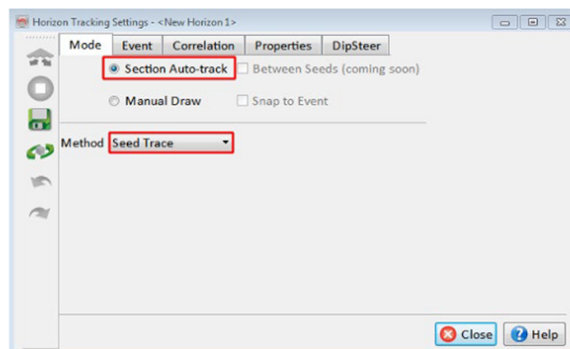 Horizon Tracking Settings - <New Horizon 1>
Mode Event Correlation Properties DipSteer
Section Auto-track Between Seeds (coming soon)
Manual Draw Snap to Event
Method Seed Trace
Close Help